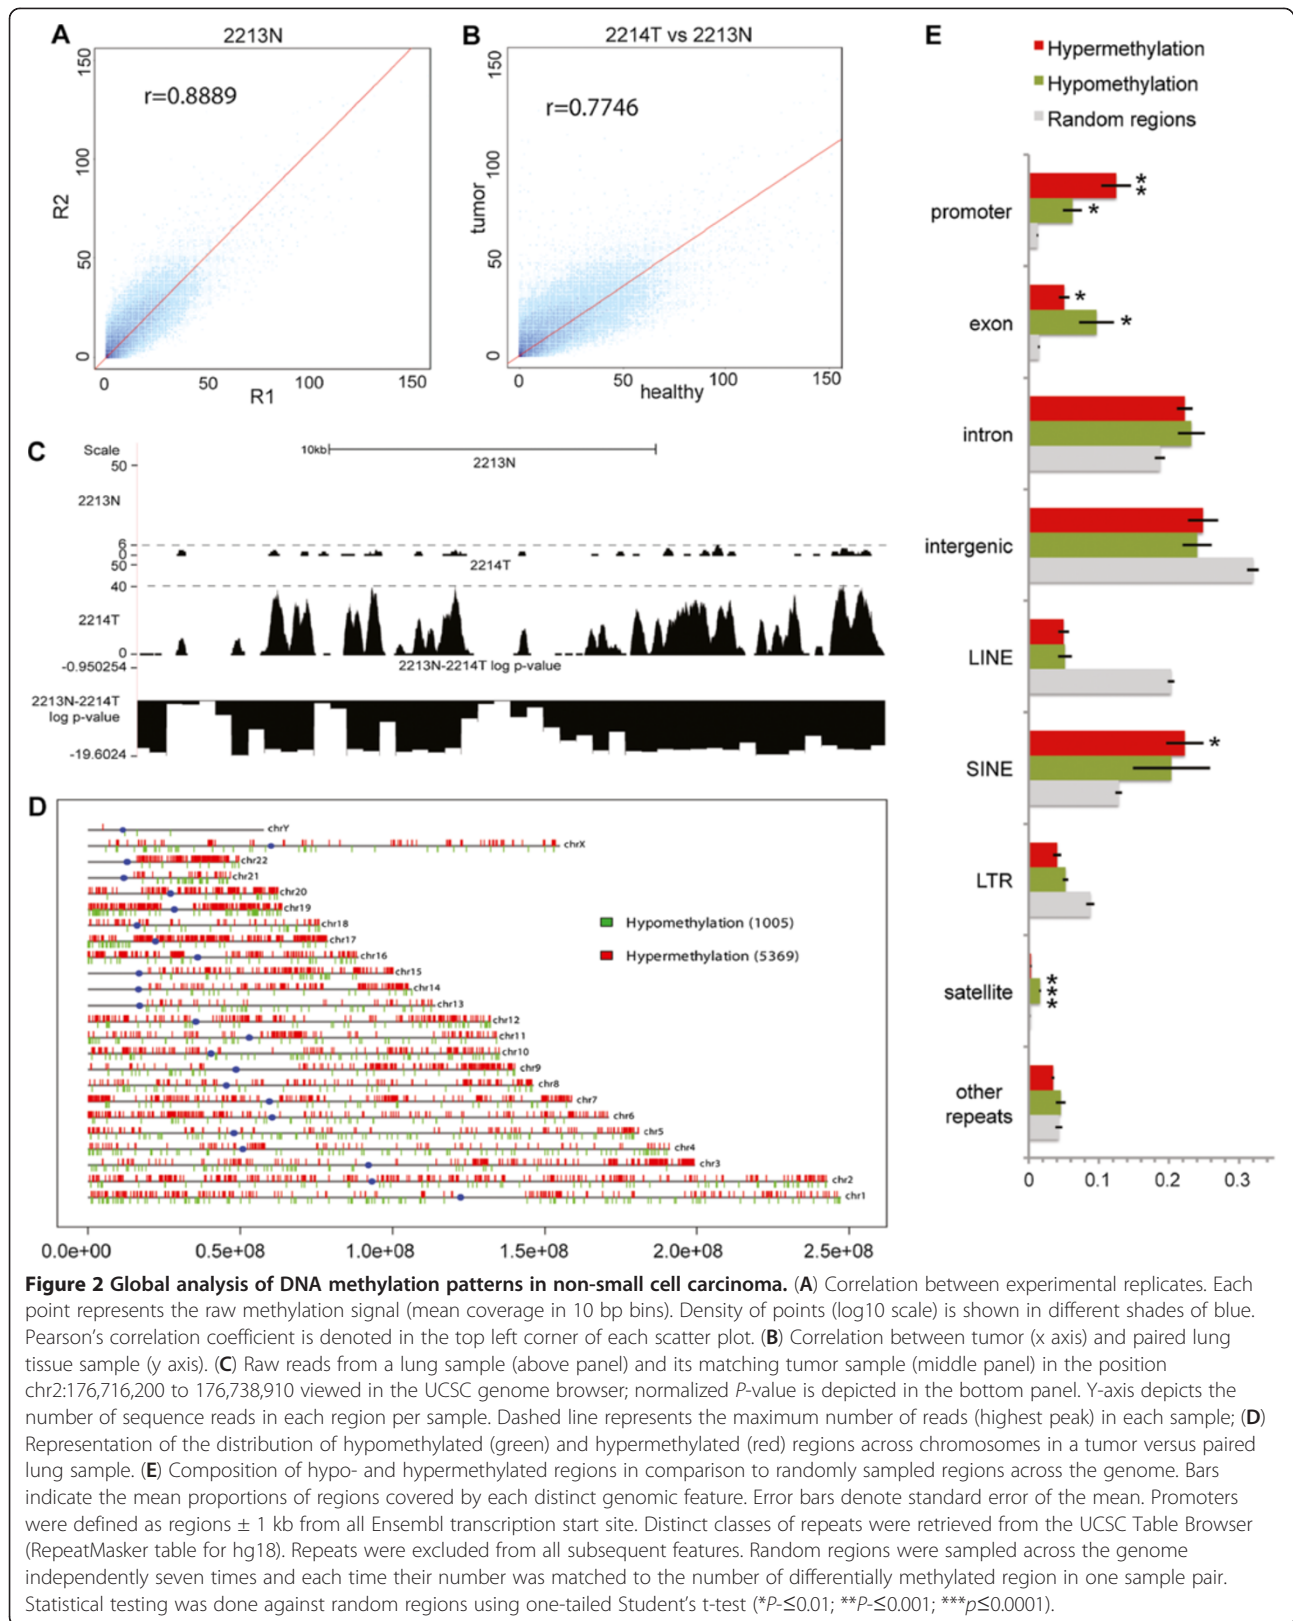 A
2213N
r=0.8889
150
100
50
0
R2
0 50 100 150
R1
B
2214T vs 2213N
r=0.7746
150
100
50
0
tumor
0 50 100 150
healthy
C
Scale
10kb
2213N
50
2213N
6
0
2214T
50
40
2214T
0
2213N-2214T log p-value
-0.950254
2213N-2214T
log p-value
-19.6024
D
chrY
chrX
chr22
chr21
chr20
chr19
chr18
chr17
chr16
chr15
chr14
chr13
chr12
chr11
chr10
chr9
chr8
chr7
chr6
chr5
chr4
chr3
chr2
chr1
Hypomethylation (1005)
Hypermethylation (5369)
0.0e+00 0.5e+08 1.0e+08 1.5e+08 2.0e+08 2.5e+08
E
Hypermethylation
Hypomethylation
Random regions
promoter
**
*
exon
*
*
intron
intergenic
LINE
SINE
*
LTR
satellite
***
other
repeats
0 0.1 0.2 0.3
Figure 2 Global analysis of DNA methylation patterns in non-small cell carcinoma. (A) Correlation between experimental replicates. Each
point represents the raw methylation signal (mean coverage in 10 bp bins). Density of points (log10 scale) is shown in different shades of blue.
Pearson's correlation coefficient is denoted in the top left corner of each scatter plot. (B) Correlation between tumor (x axis) and paired lung
tissue sample (y axis). (C) Raw reads from a lung sample (above panel) and its matching tumor sample (middle panel) in the position
chr2:176,716,200 to 176,738,910 viewed in the UCSC genome browser; normalized P-value is depicted in the bottom panel. Y-axis depicts the
number of sequence reads in each region per sample. Dashed line represents the maximum number of reads (highest peak) in each sample; (D)
Representation of the distribution of hypomethylated (green) and hypermethylated (red) regions across chromosomes in a tumor versus paired
lung sample. (E) Composition of hypo- and hypermethylated regions in comparison to randomly sampled regions across the genome. Bars
indicate the mean proportions of regions covered by each distinct genomic feature. Error bars denote standard error of the mean. Promoters
were defined as regions ± 1 kb from all Ensembl transcription start site. Distinct classes of repeats were retrieved from the UCSC Table Browser
(RepeatMasker table for hg18). Repeats were excluded from all subsequent features. Random regions were sampled across the genome
independently seven times and each time their number was matched to the number of differentially methylated region in one sample pair.
Statistical testing was done against random regions using one-tailed Student's t-test (*P-≤0.01; **P-≤0.001; ***p≤0.0001).